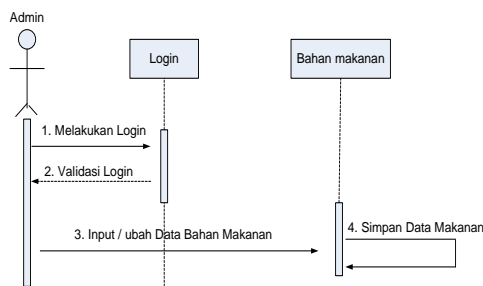 Admin
Login
Bahan makanan
1. Melakukan Login
2. Validasi Login
3. Input / ubah Data Bahan Makanan
4. Simpan Data Makanan